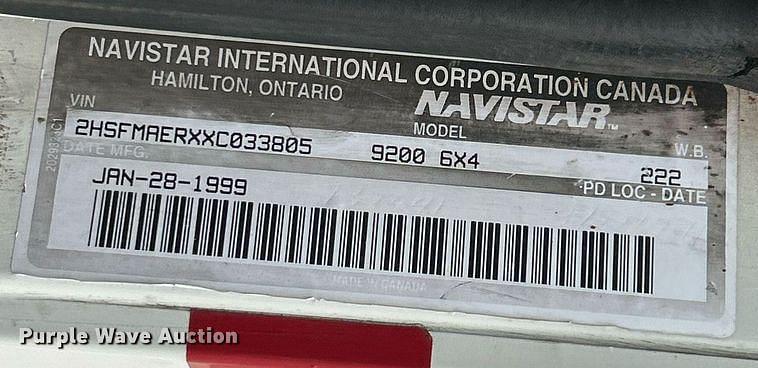 NAVISTAR INTERNATIONAL CORPORATION CANADA
HAMILTON, ONTARIO
NAVISTAR™
VIN
MODEL
W.B.
2HSFMAERXXC033805 9200 6X4 222
DATE MFG.
PD LOC - DATE
JAN-28-1999
MADE IN CANADA
Purple Wave Auction